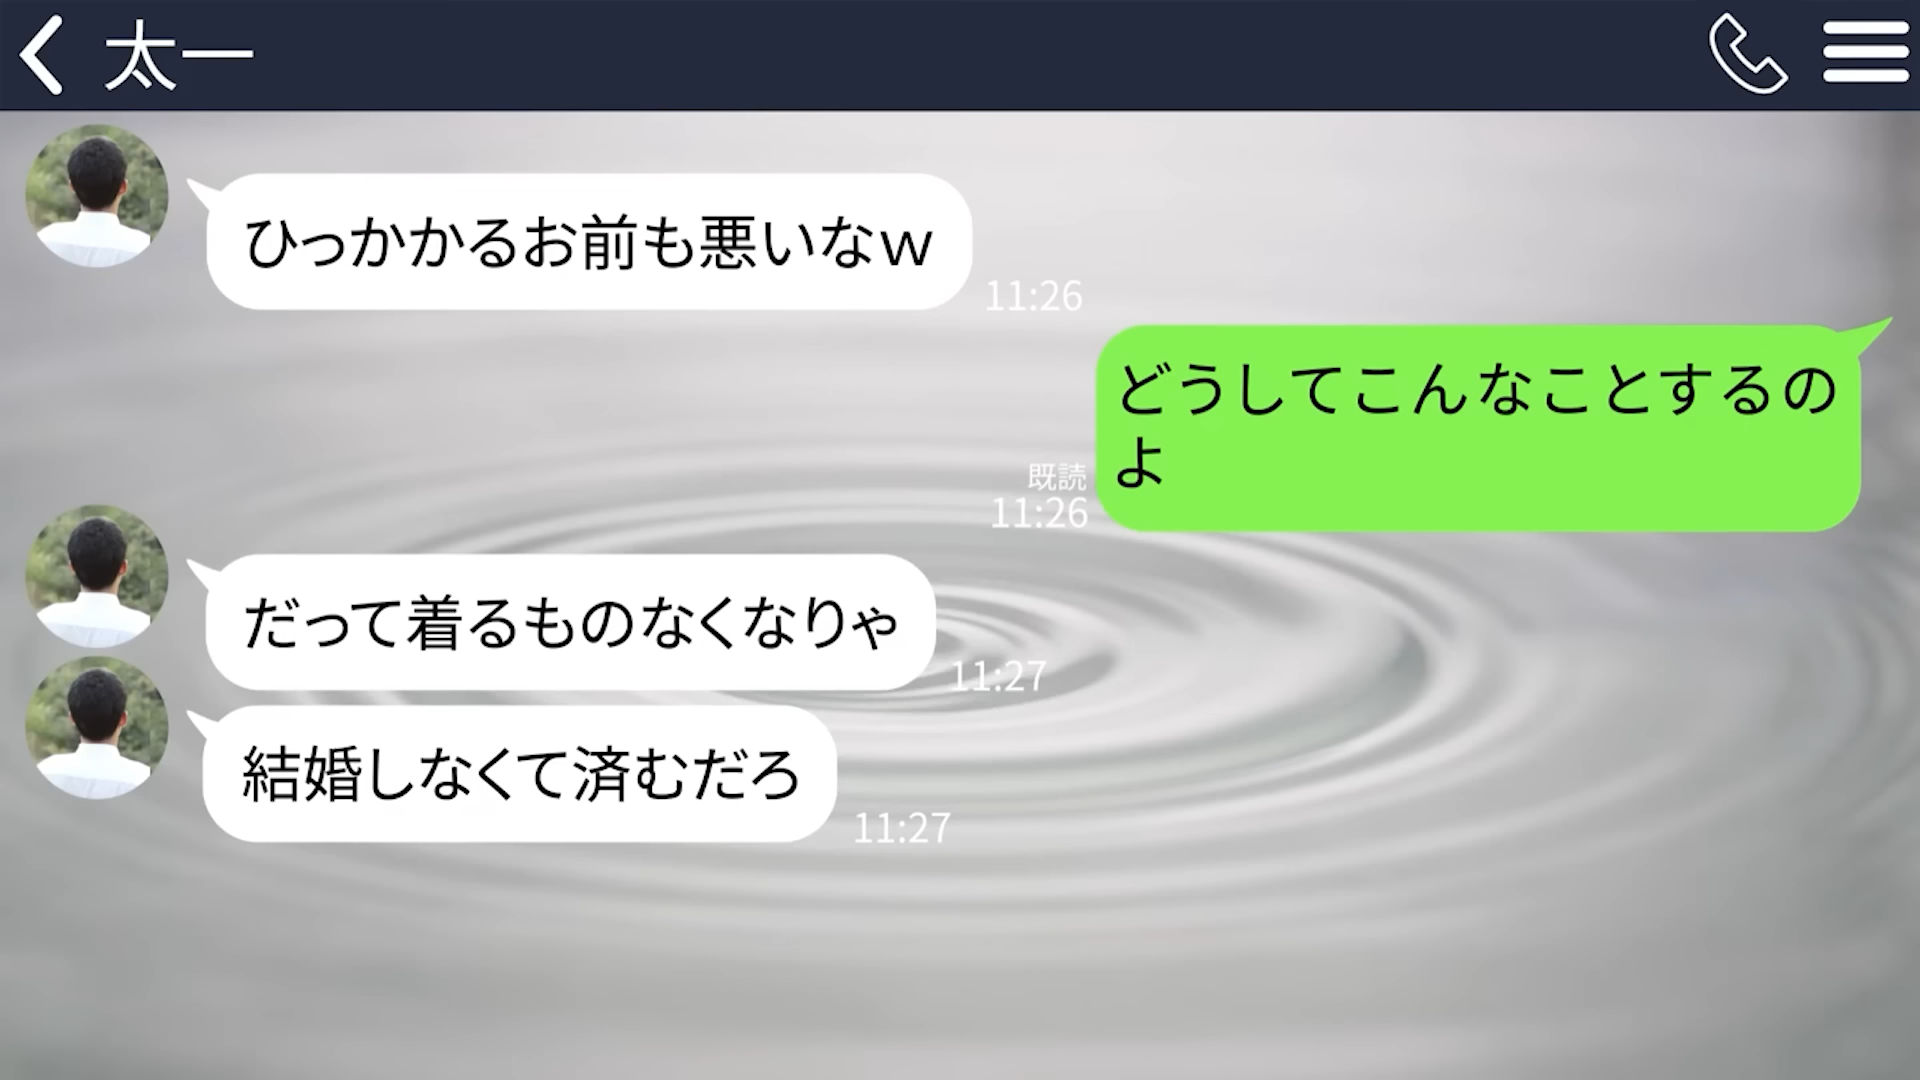 太一
ひっかかるお前も悪いなw
11:26
どうしてこんなことするの
よ
既読
11:26
だって着るものなくなりゃ
11:27
結婚しなくて済むだろ
11:27